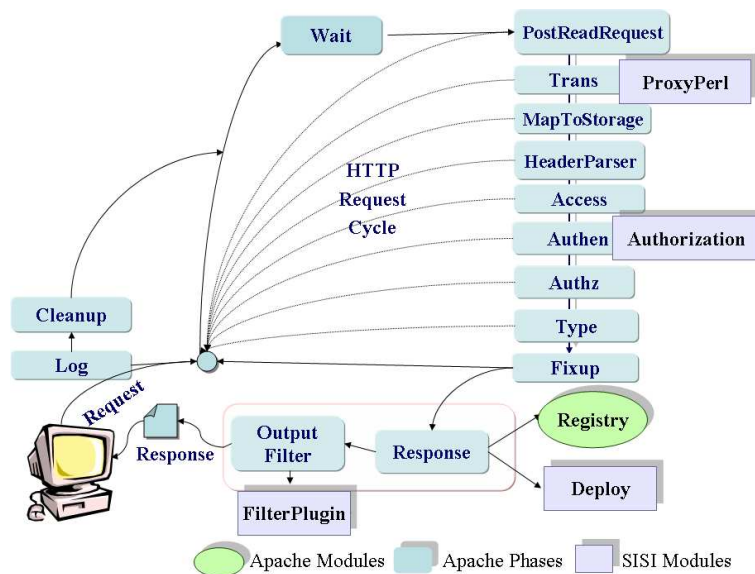 Wait
PostReadRequest
Trans
ProxyPerl
MapToStorage
HTTP
Request
Cycle
HeaderParser
Access
Authen
Authorization
Authz
Cleanup
Type
Log
Fixup
Request
Response
Output
Filter
Response
Registry
Deploy
FilterPlugin
Apache Modules
Apache Phases
SISI Modules